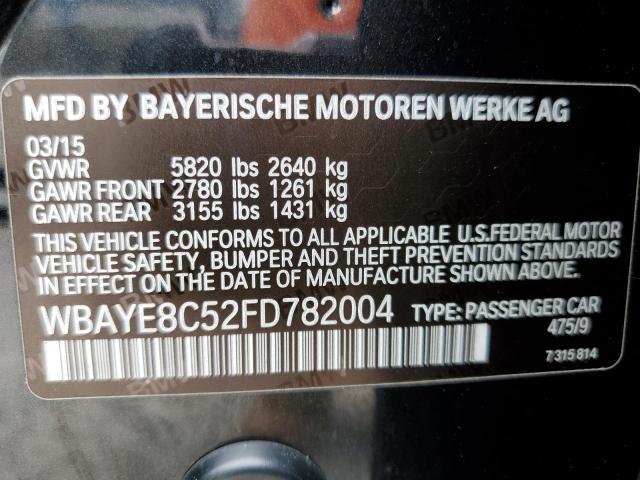 MFD BY BAYERISCHE MOTOREN WERKE AG
03/15
GVWR 5820 lbs 2640 kg
GAWR FRONT 2780 lbs 1261 kg
GAWR REAR 3155 lbs 1431 kg
THIS VEHICLE CONFORMS TO ALL APPLICABLE U.S.FEDERAL MOTOR
VEHICLE SAFETY, BUMPER AND THEFT PREVENTION STANDARDS
IN EFFECT ON THE DATE OF MANUFACTURE SHOWN ABOVE.
WBAYE8C52FD782004 TYPE: PASSENGER CAR
475/9
7 315 814